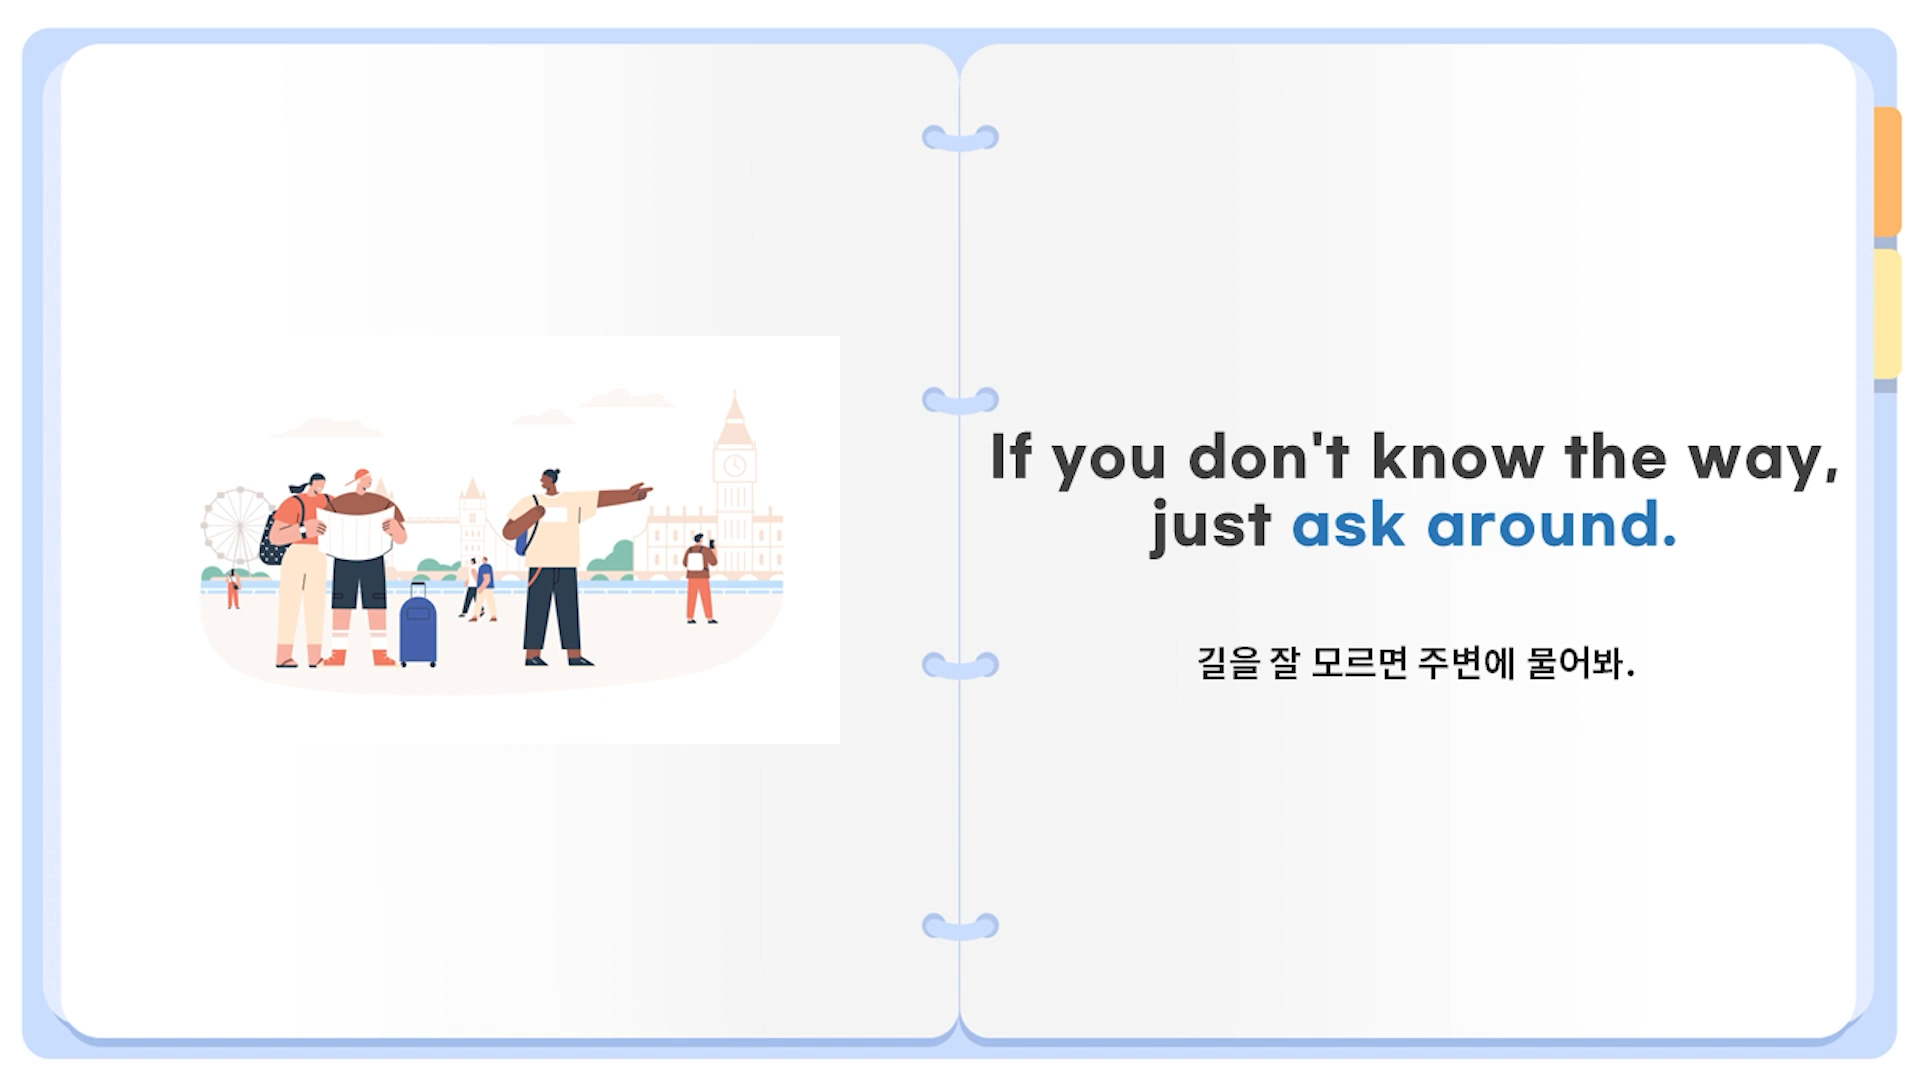 If you don't know the way,
just ask around.
길을 잘 모르면 주변에 물어봐.